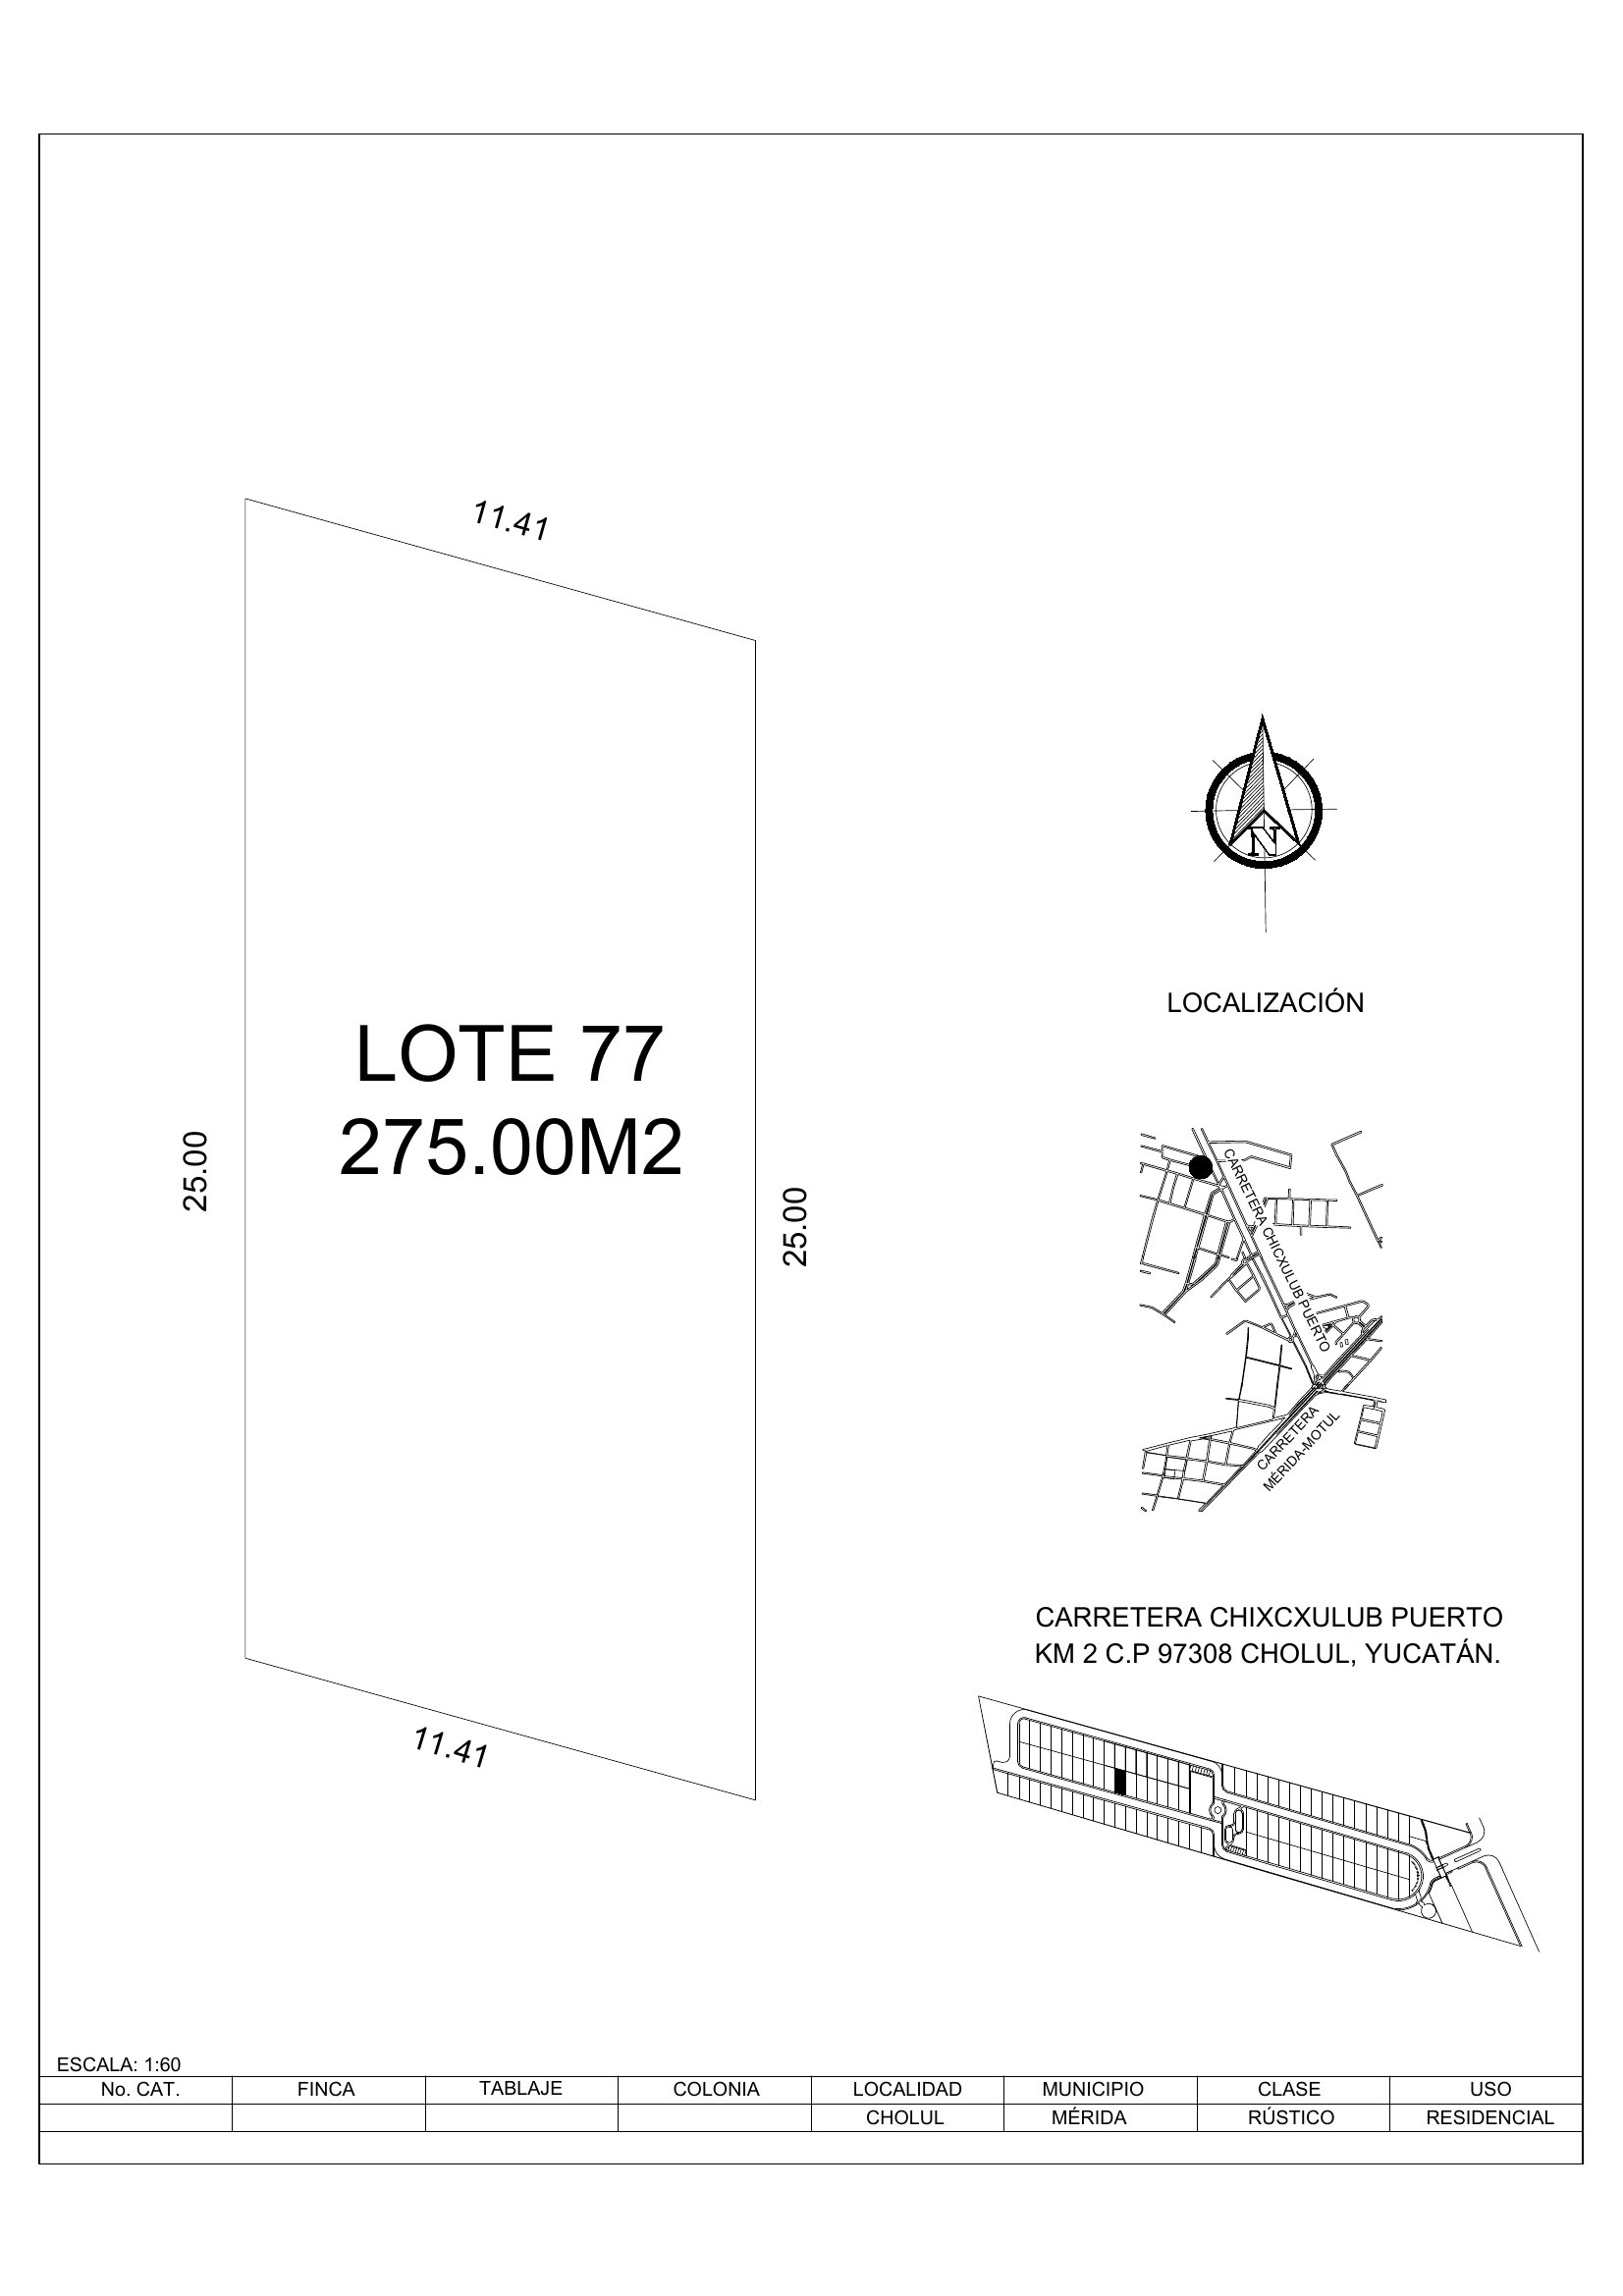 11.41
LOTE 77
275.00M2
25.00
25.00
11.41
N
LOCALIZACIÓN
CARRETERA CHICXULUB PUERTO
CARRETERA
MÉRIDA-MOTUL
CARRETERA CHIXCXULUB PUERTO
KM 2 C.P 97308 CHOLUL, YUCATÁN.
ESCALA: 1:60
No. CAT. FINCA TABLAJE COLONIA LOCALIDAD MUNICIPIO CLASE USO
CHOLUL MÉRIDA RÚSTICO RESIDENCIAL